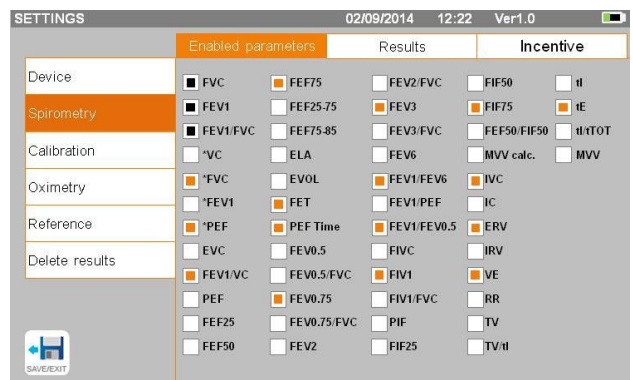 SETTINGS 02/09/2014 12:22 Ver1.0
Enabled parameters Results Incentive
Device
Spirometry
Calibration
Oximetry
Reference
Delete results
SAVE/EXIT
FVC FEF75 FEV2/FVC FIF50 tI
FEV1 FEF25-75 FEV3 FIF75 tE
FEV1/FVC FEF75-85 FEV3/FVC FEF50/FIF50 tI/tTOT
*VC ELA FEV6 MVV calc. MVV
*FVC EVOL FEV1/FEV6 IVC
*FEV1 FET FEV1/PEF IC
*PEF PEF Time FEV1/FEV0.5 ERV
EVC FEV0.5 FIVC IRV
FEV1/VC FEV0.5/FVC FIV1 VE
PEF FEV0.75 FIV1/FVC RR
FEF25 FEV0.75/FVC PIF TV
FEF50 FEV2 FIF25 TV/tI